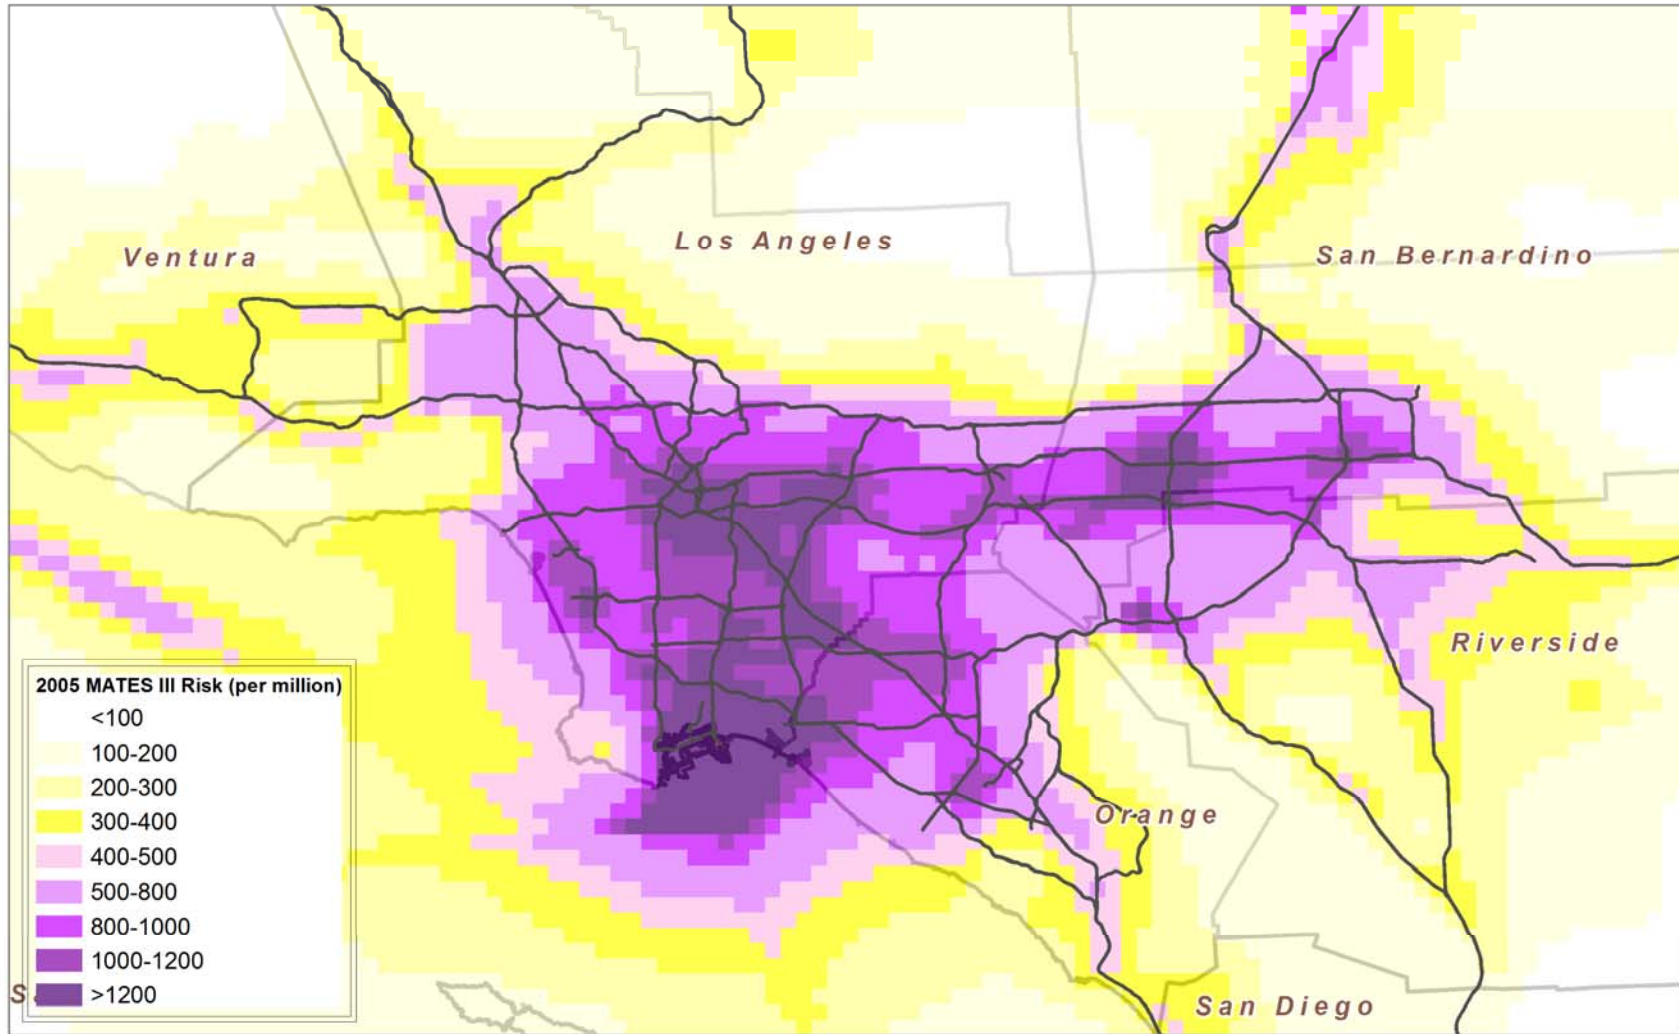 Los Angeles
Ventura
San Bernardino
Riverside
2005 MATES III Risk (per million)
<100
100-200
200-300
300-400
400-500
500-800
800-1000
1000-1200
>1200
Orange
San Diego